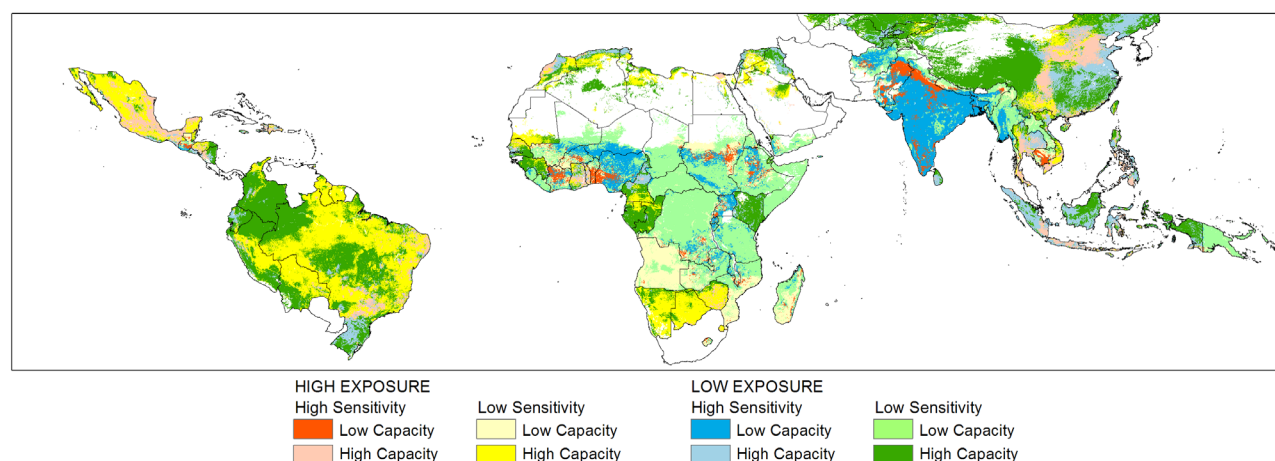 HIGH EXPOSURE LOW EXPOSURE
High Sensitivity Low Sensitivity High Sensitivity Low Sensitivity
Low Capacity Low Capacity Low Capacity Low Capacity
High Capacity High Capacity High Capacity High Capacity